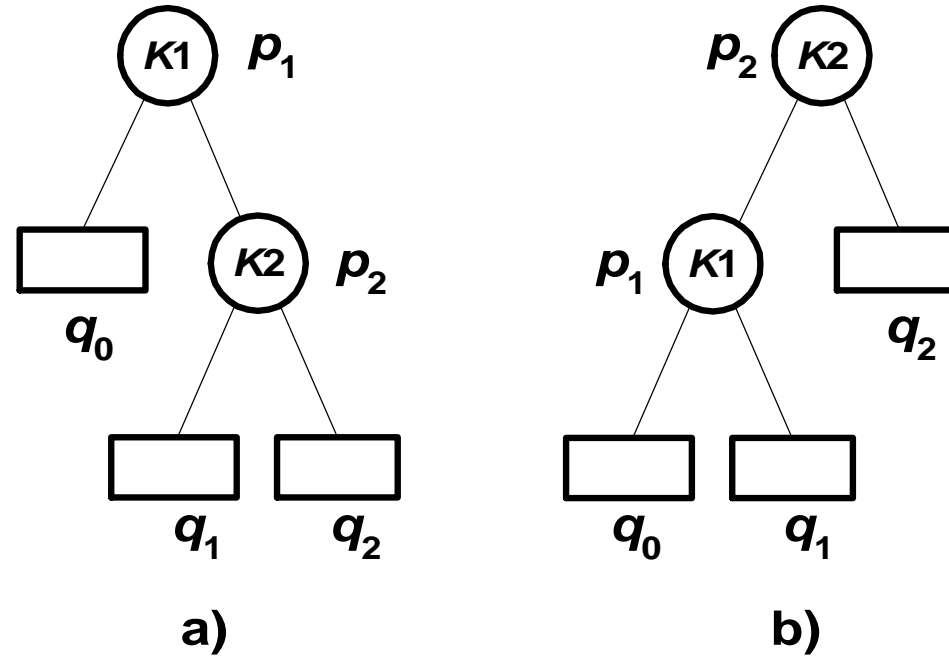 K1 p₁
q₀
K2 p₂
q₁ q₂
a)
p₂ K2
p₁ K1
q₂
q₀ q₁
b)